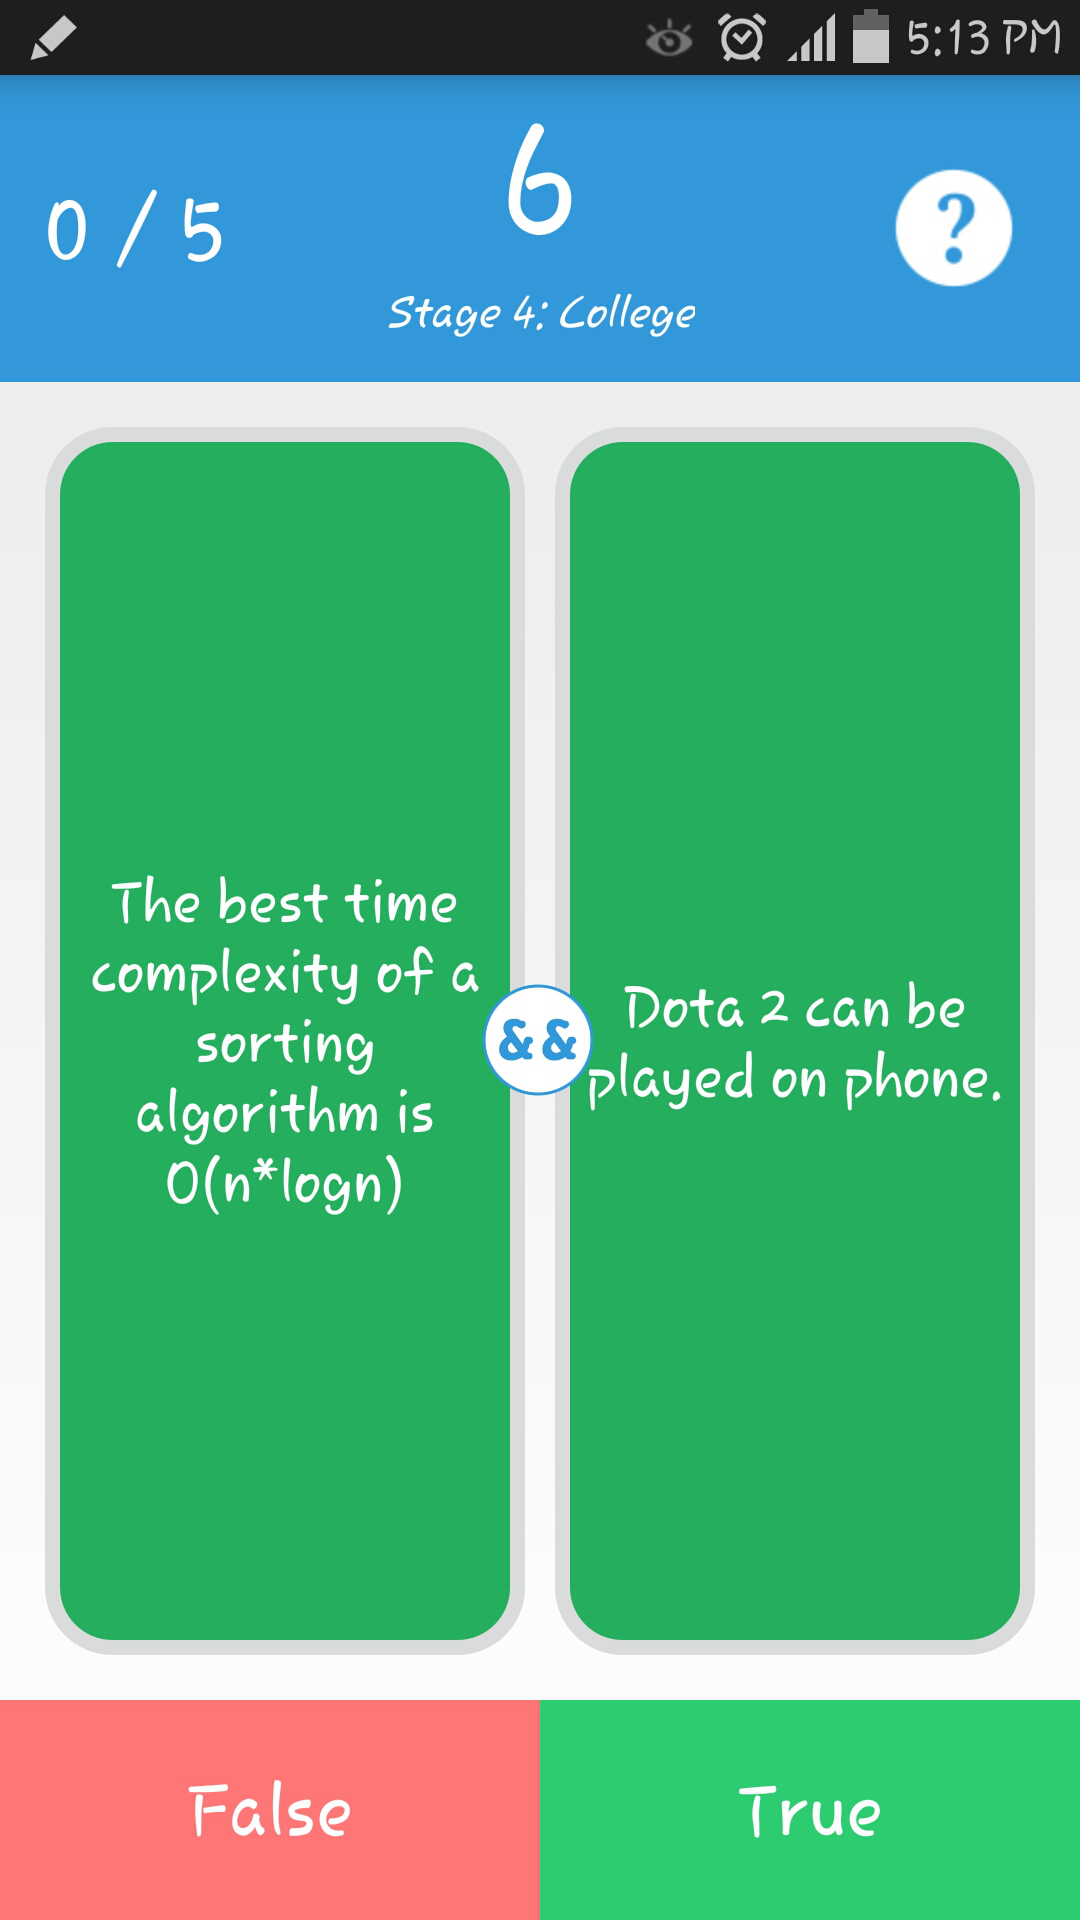 5:13 PM
0 / 5
6
?
Stage 4: College
The best time
complexity of a
sorting
algorithm is
O(n*logn)
&&
Dota 2 can be
played on phone.
False
True